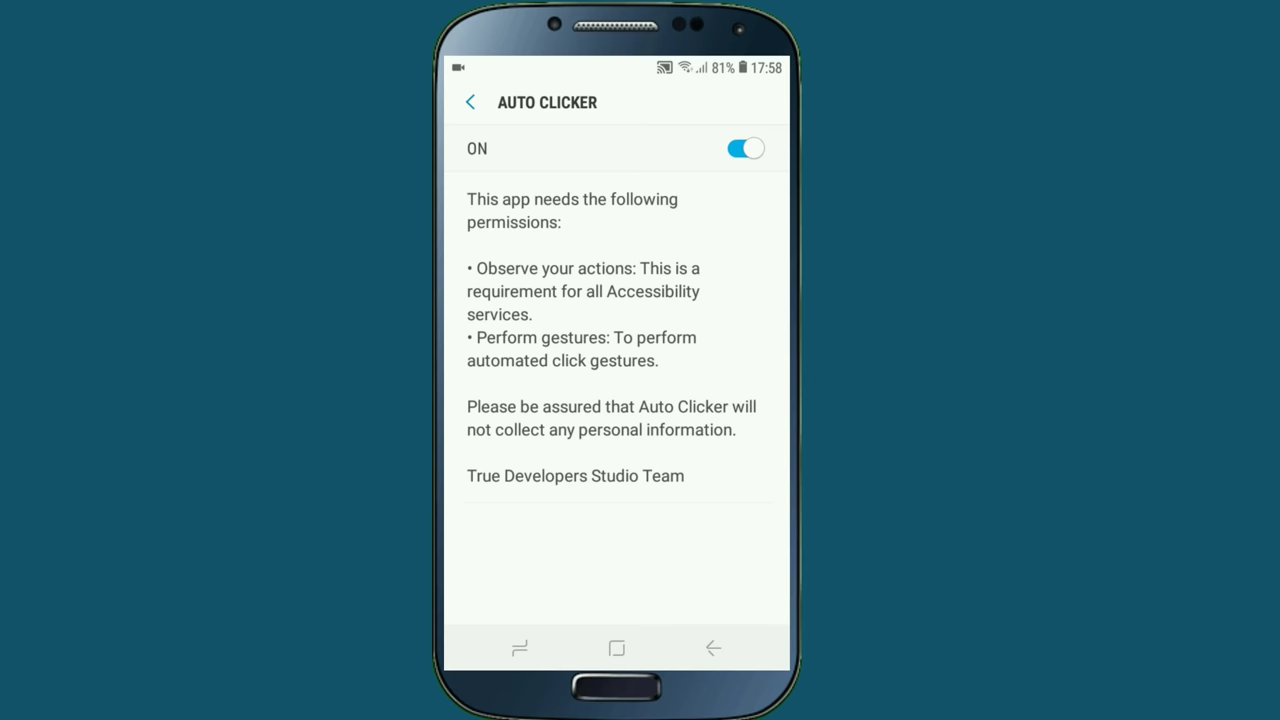 81% 17:58
AUTO CLICKER
ON
This app needs the following
permissions:
• Observe your actions: This is a
requirement for all Accessibility
services.
• Perform gestures: To perform
automated click gestures.
Please be assured that Auto Clicker will
not collect any personal information.
True Developers Studio Team